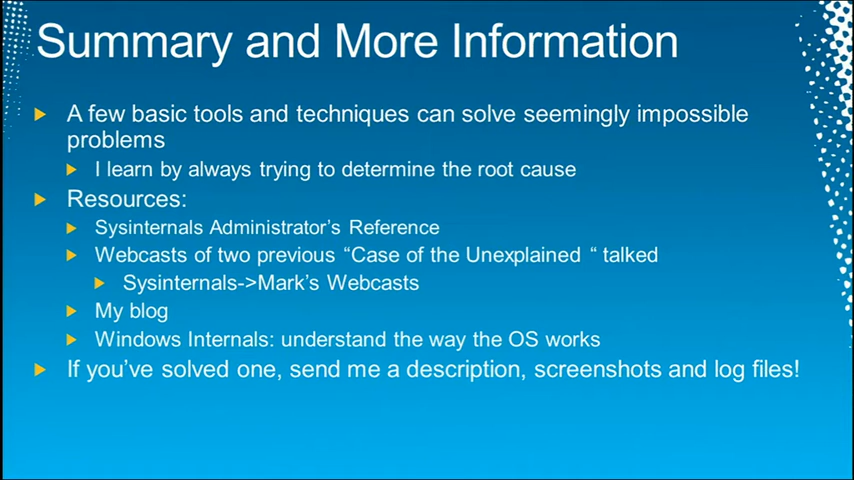 Summary and More Information
A few basic tools and techniques can solve seemingly impossible
problems
I learn by always trying to determine the root cause
Resources:
Sysinternals Administrator’s Reference
Webcasts of two previous “Case of the Unexplained “ talked
Sysinternals->Mark’s Webcasts
My blog
Windows Internals: understand the way the OS works
If you’ve solved one, send me a description, screenshots and log files!